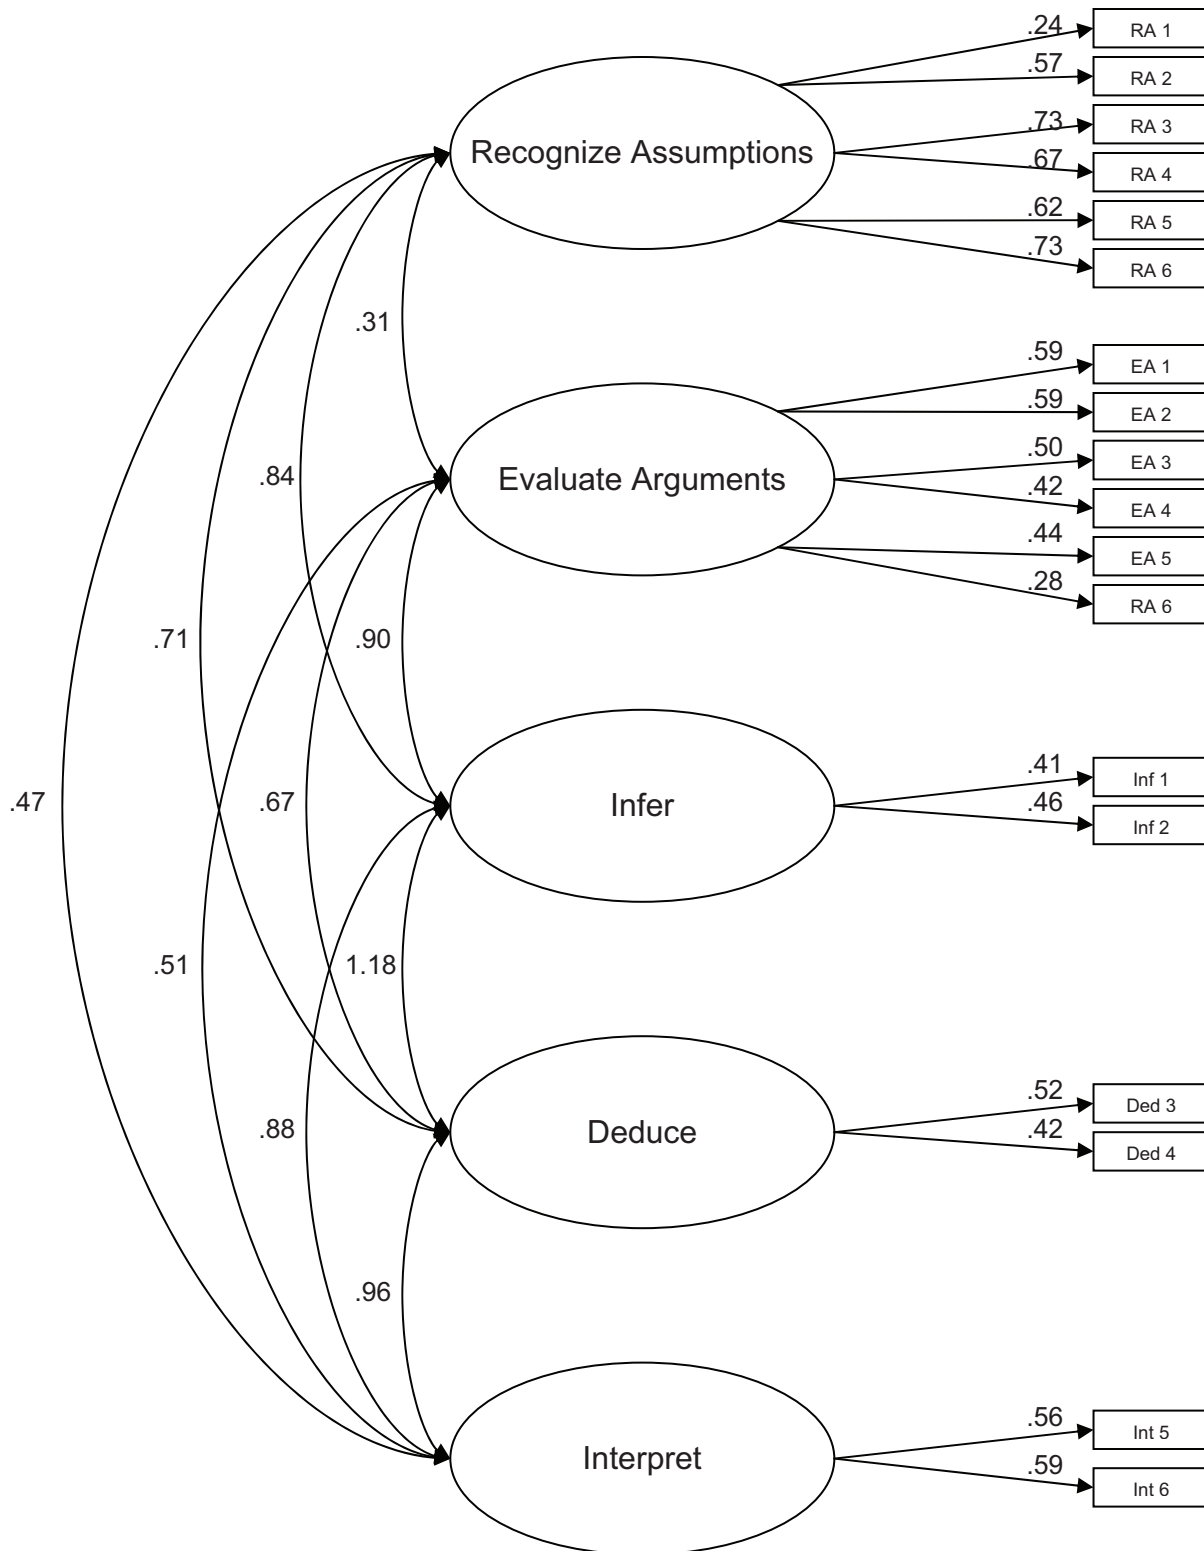 .24
RA 1
.57
RA 2
.73
RA 3
Recognize Assumptions
.67
RA 4
.62
RA 5
.73
RA 6
.31
.59
EA 1
.59
EA 2
.50
EA 3
.84
Evaluate Arguments
.42
EA 4
.44
EA 5
.28
RA 6
.71
.90
.41
Inf 1
.47
.67
Infer
.46
Inf 2
.51
1.18
.52
Ded 3
.88
Deduce
.42
Ded 4
.96
.56
Int 5
Interpret
.59
Int 6